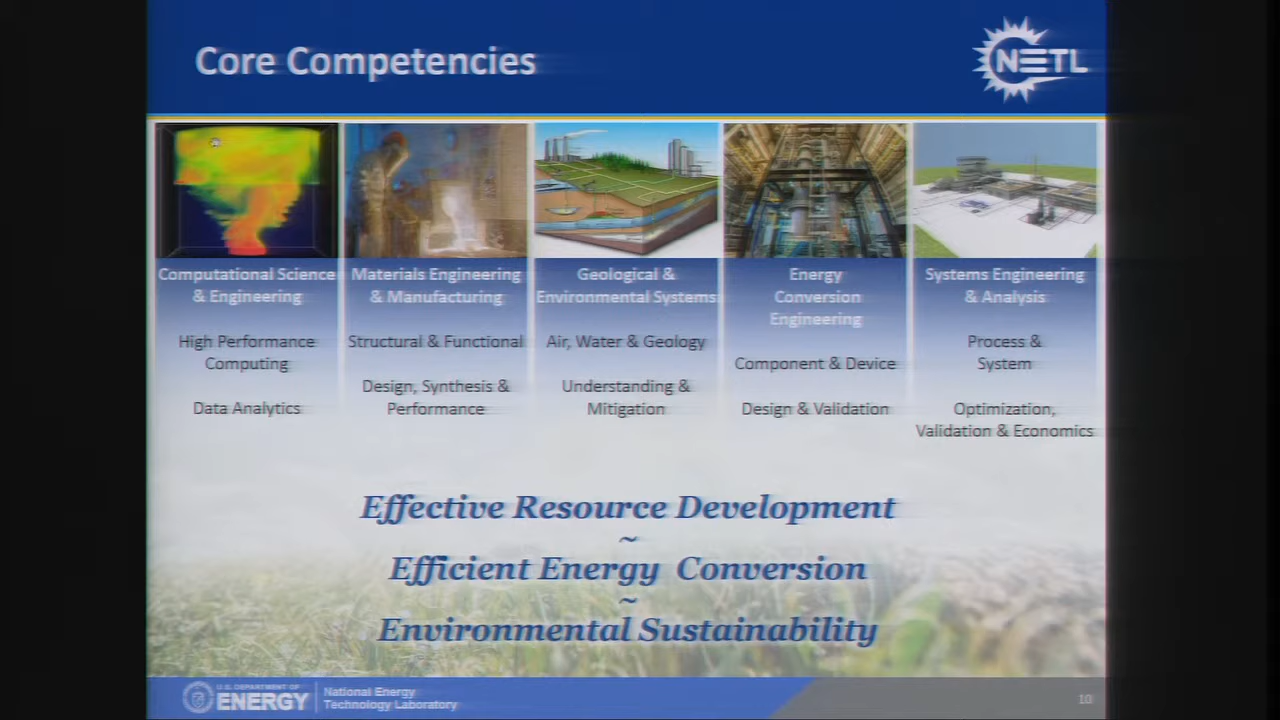 Core Competencies
NETL
Computational Science
& Engineering
High Performance
Computing
Data Analytics
Materials Engineering
& Manufacturing
Structural & Functional
Design, Synthesis &
Performance
Geological &
Environmental Systems
Air, Water & Geology
Understanding &
Mitigation
Energy
Conversion
Engineering
Component & Device
Design & Validation
Systems Engineering
& Analysis
Process &
System
Optimization,
Validation & Economics
Effective Resource Development
~
Efficient Energy Conversion
~
Environmental Sustainability
U.S. DEPARTMENT OF
ENERGY
National Energy
Technology Laboratory
10